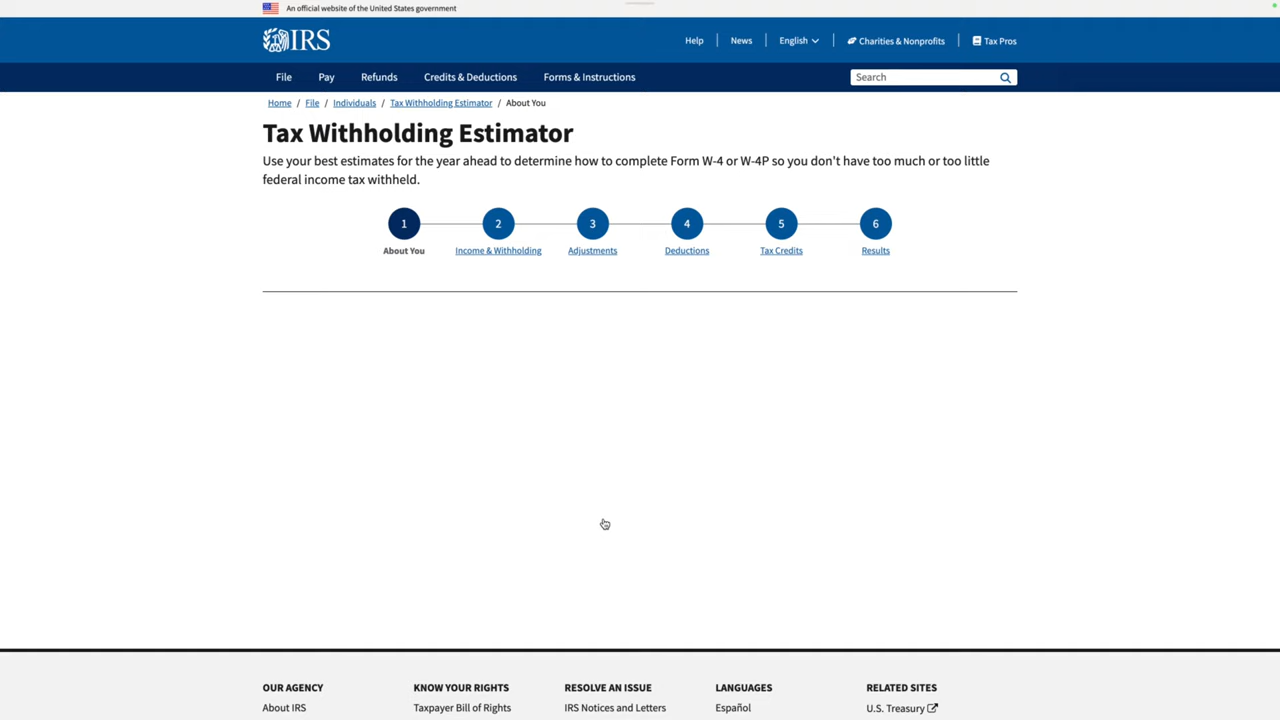 An official website of the United States government
IRS
Help
News
English
Charities & Nonprofits
Tax Pros
File
Pay
Refunds
Credits & Deductions
Forms & Instructions
Search
Home / File / Individuals / Tax Withholding Estimator / About You
Tax Withholding Estimator
Use your best estimates for the year ahead to determine how to complete Form W-4 or W-4P so you don't have too much or too little
federal income tax withheld.
1
2
3
4
5
6
About You
Income & Withholding
Adjustments
Deductions
Tax Credits
Results
OUR AGENCY
KNOW YOUR RIGHTS
RESOLVE AN ISSUE
LANGUAGES
RELATED SITES
About IRS
Taxpayer Bill of Rights
IRS Notices and Letters
Español
U.S. Treasury